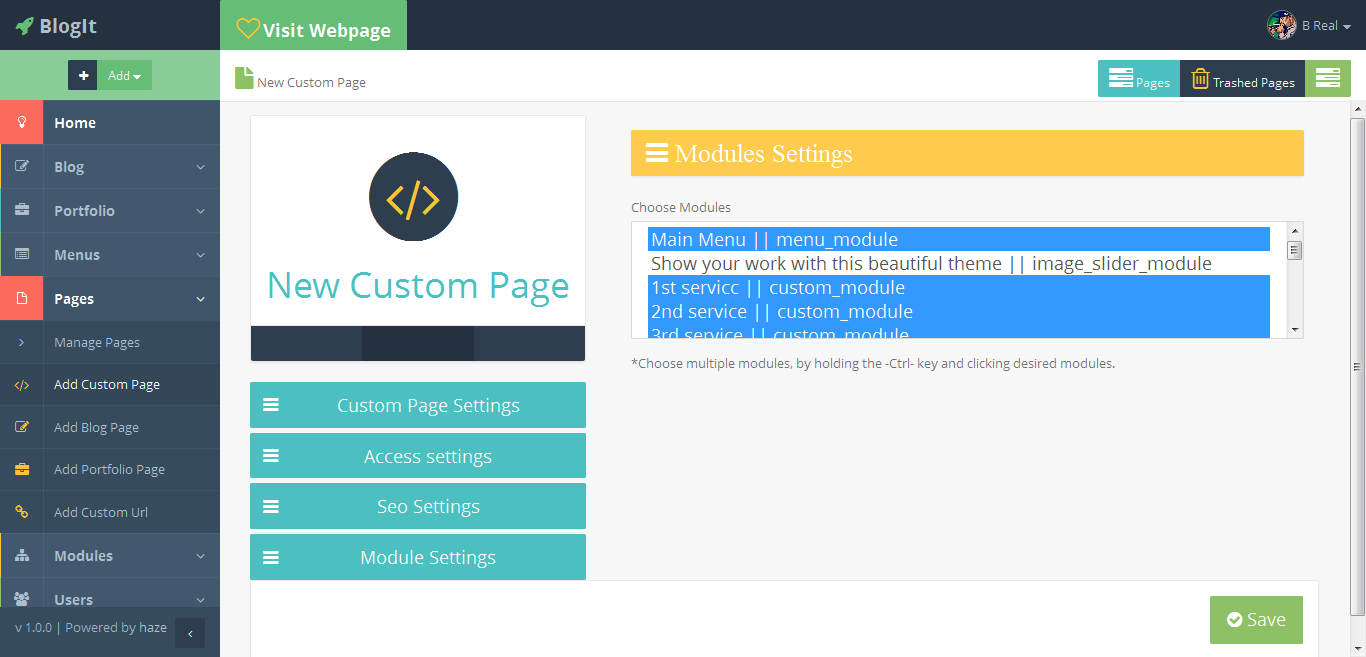 BlogIt
Visit Webpage
B Real
Add
New Custom Page
Pages
Trashed Pages
Home
Blog
Portfolio
Menus
Pages
Manage Pages
Add Custom Page
Add Blog Page
Add Portfolio Page
Add Custom Url
Modules
Users
v 1.0.0 | Powered by haze
</>
New Custom Page
Custom Page Settings
Access settings
Seo Settings
Module Settings
Modules Settings
Choose Modules
Main Menu || menu_module
Show your work with this beautiful theme || image_slider_module
1st servicc || custom_module
2nd service || custom_module
3rd service || custom_module
*Choose multiple modules, by holding the -Ctrl- key and clicking desired modules.
Save